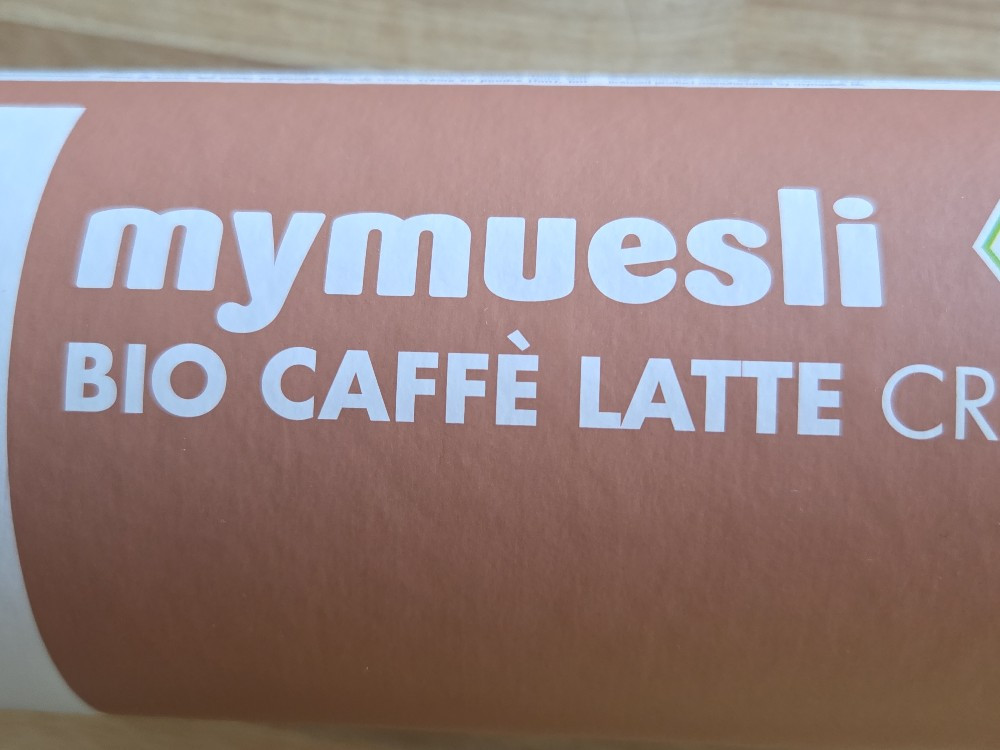 mymuesli
BIO CAFFÈ LATTE CR